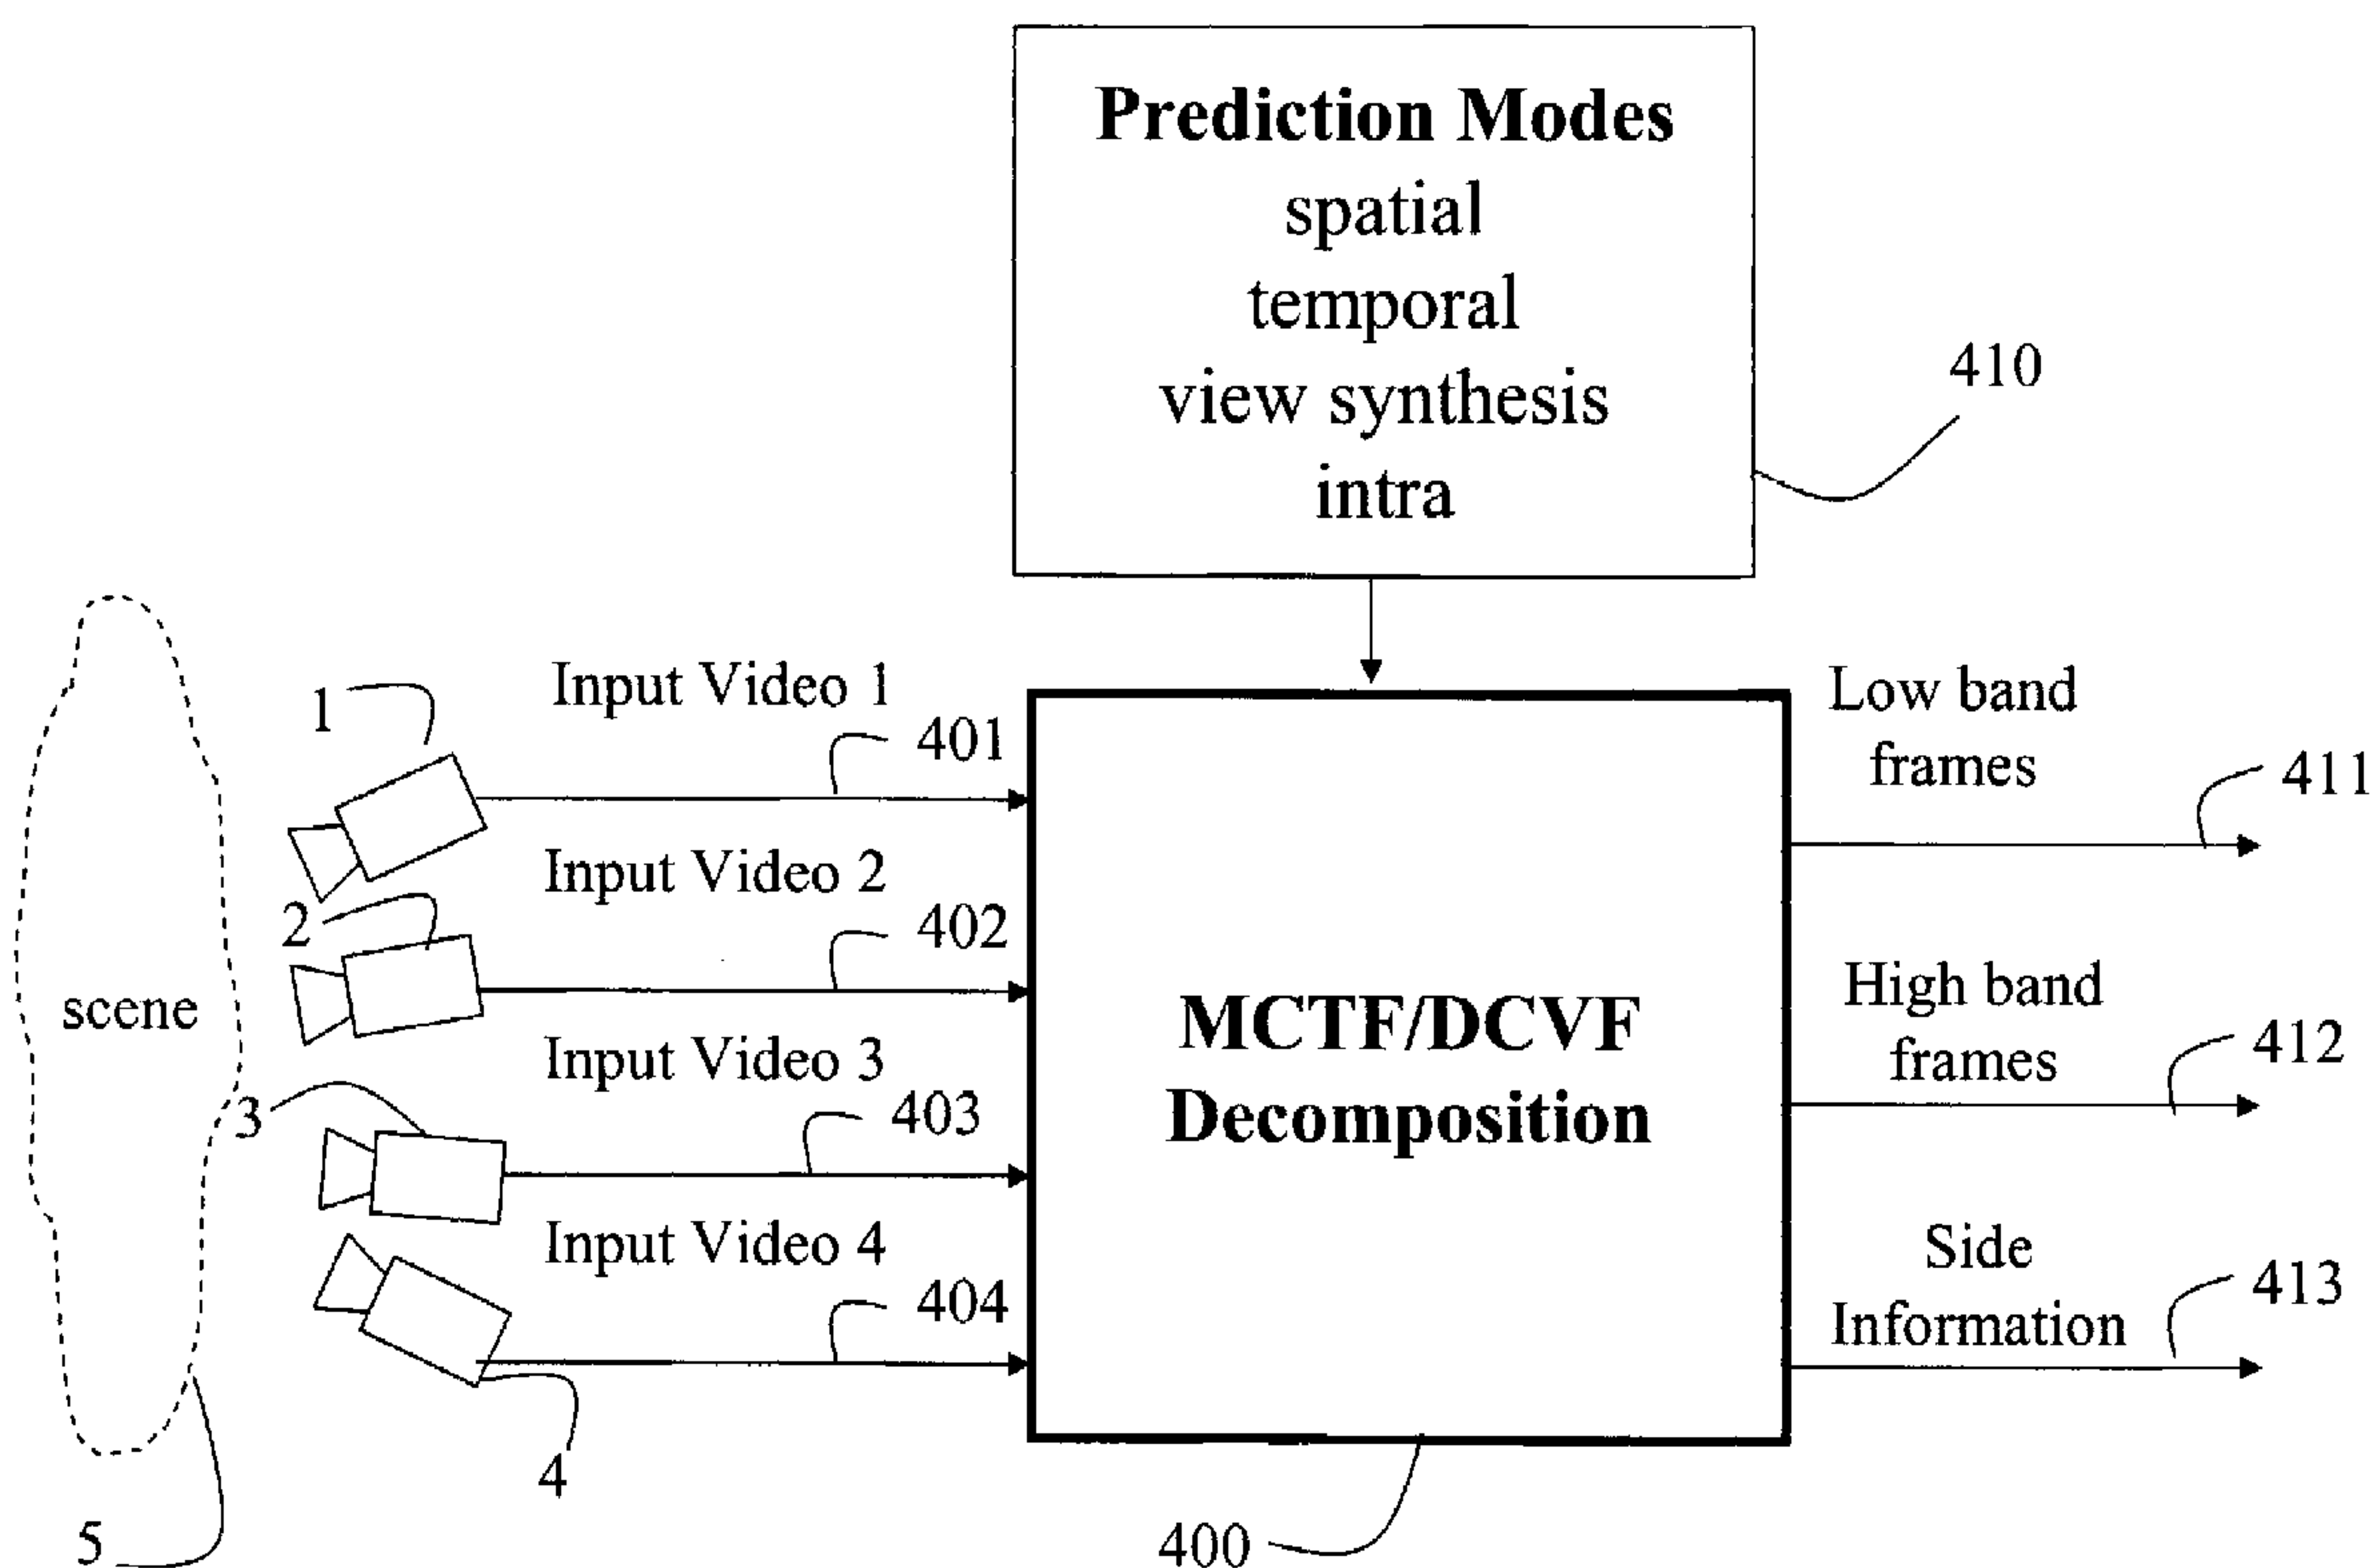 Prediction Modes
spatial
temporal
view synthesis
intra
410
Input Video 1
1
401
Low band
frames
411
Input Video 2
2
402
scene
High band
frames
412
Input Video 3
3
403
MCTF/DCVF
Decomposition
Input Video 4
404
Side
Information
413
4
5
400